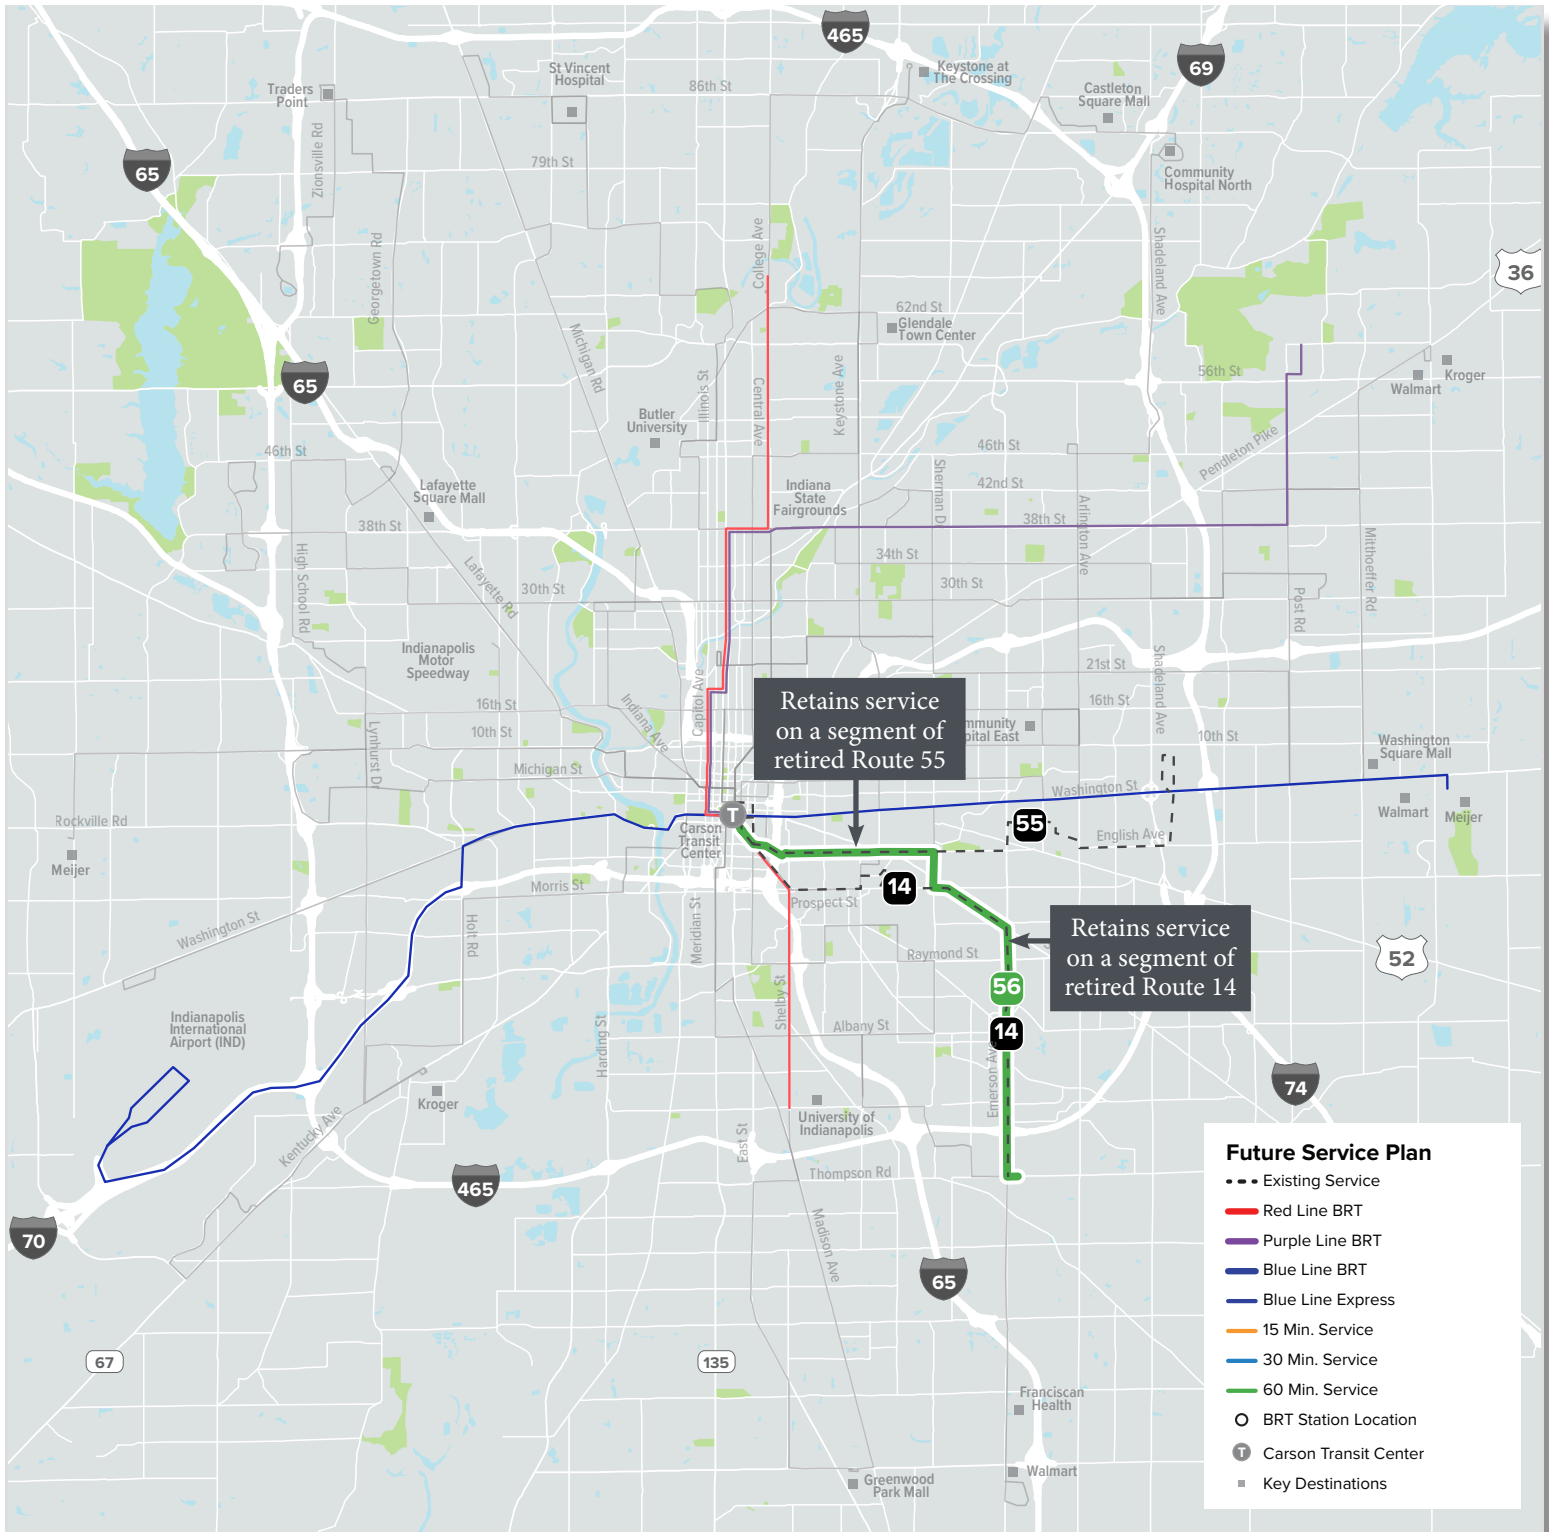 465
69
Keystone at
The Crossing
St Vincent
Hospital
86th St
Traders
Point
Castleton
Square Mall
Zionsville Rd
65
79th St
Community
Hospital North
College Ave
Georgetown Rd
Shadeland Ave
36
62nd St
Glendale
Town Center
Michigan Rd
65
Illinois St
Central Ave
Keystone Ave
56th St
Walmart
Kroger
Butler
University
46th St
46th St
Pendleton Pike
Lafayette
Square Mall
Indiana
State
Fairgrounds
Sherman Dr
42nd St
Arlington Ave
38th St
38th St
High School Rd
Lafayette Rd
34th St
30th St
30th St
Mitthoeffer Rd
Post Rd
Indianapolis
Motor
Speedway
21st St
Shadeland Ave
Capitol Ave
Indiana Ave
16th St
16th St
Retains service
on a segment of
retired Route 55
10th St
10th St
Lynhurst Dr
Washington
Square Mall
Michigan St
Washington St
T
Walmart
Meijer
Rockville Rd
Carson
Transit
Center
55
English Ave
Meijer
Morris St
14
Prospect St
Washington St
Holt Rd
Meridian St
Raymond St
Retains service
on a segment of
retired Route 14
52
56
Shelby St
Indianapolis
International
Airport (IND)
Harding St
Albany St
14
Emerson Ave
74
Kroger
University of
Indianapolis
Kentucky Ave
East St
465
Thompson Rd
70
Madison Ave
65
67
135
Franciscan
Health
Greenwood
Park Mall
Walmart
Future Service Plan
Existing Service
Red Line BRT
Purple Line BRT
Blue Line BRT
Blue Line Express
15 Min. Service
30 Min. Service
60 Min. Service
BRT Station Location
T Carson Transit Center
Key Destinations